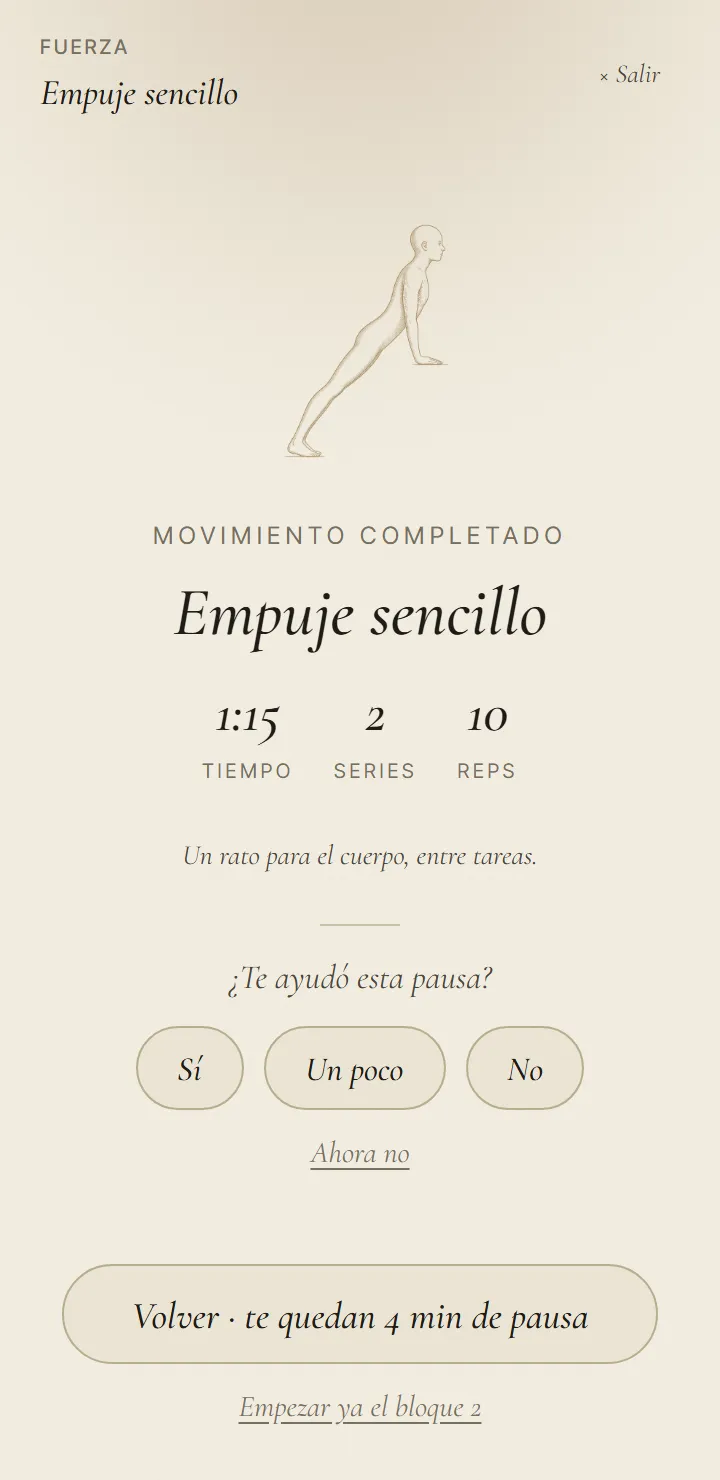 FUERZA
Empuje sencillo
× Salir
MOVIMIENTO COMPLETADO
Empuje sencillo
1:15 2 10
TIEMPO SERIES REPS
Un rato para el cuerpo, entre tareas.
¿Te ayudó esta pausa?
Sí Un poco No
Ahora no
Volver · te quedan 4 min de pausa
Empezar ya el bloque 2